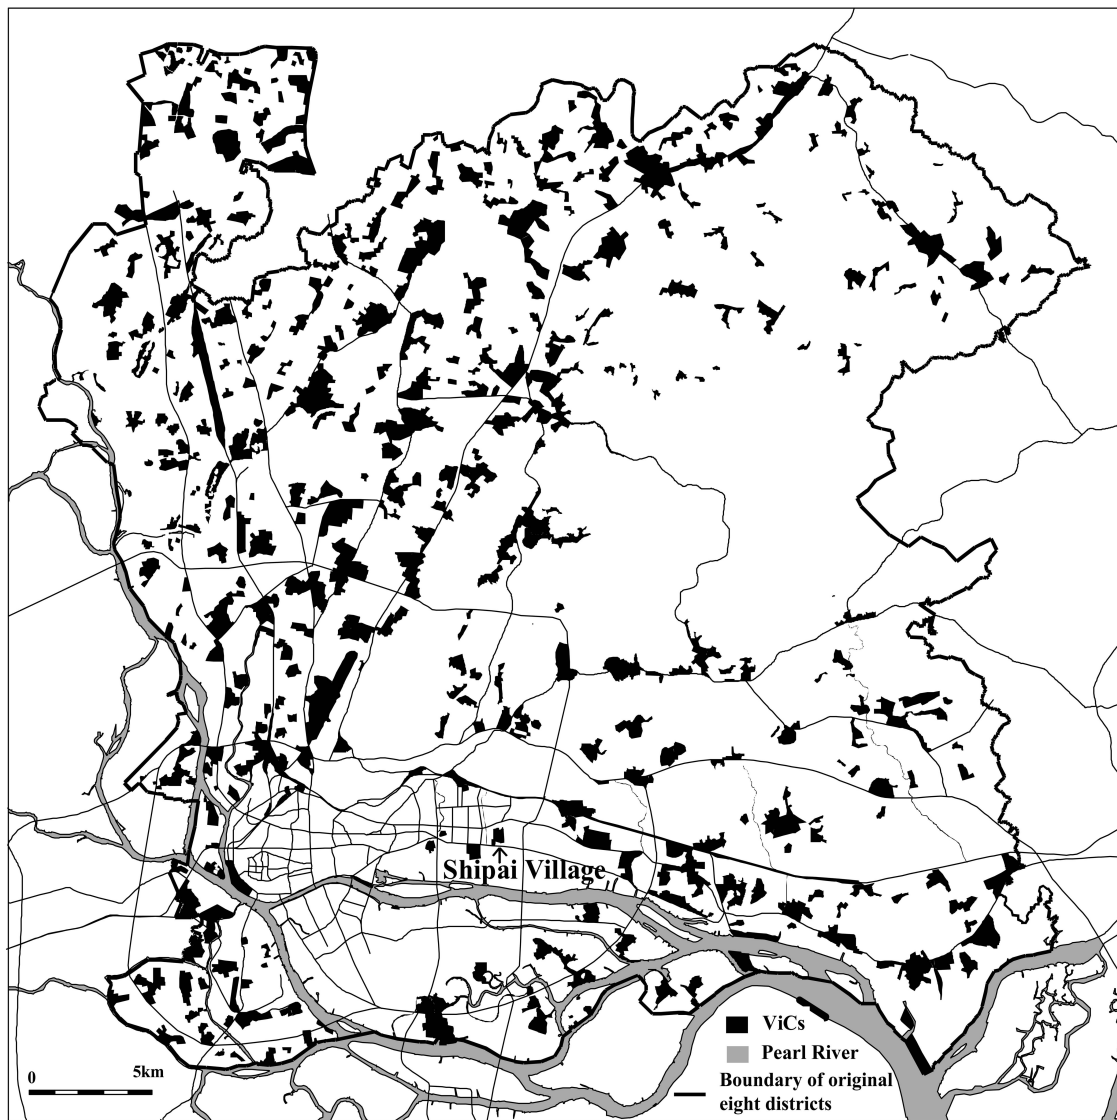 Shipai Village
ViCs
Pearl River
Boundary of original
eight districts
0 5km